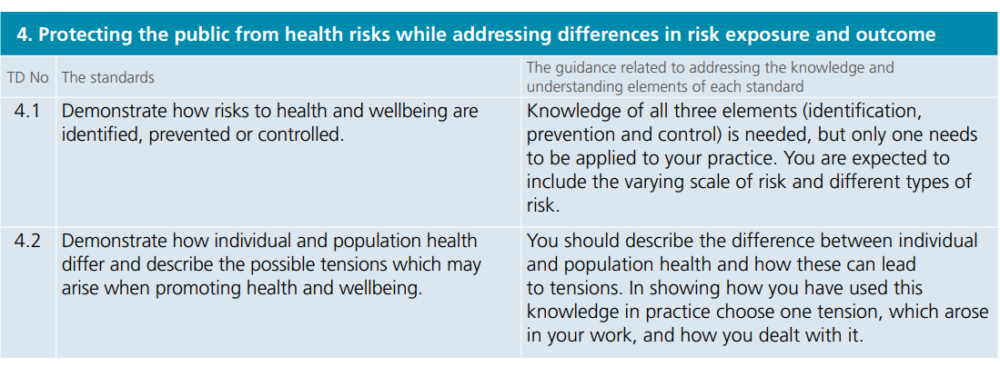 4. Protecting the public from health risks while addressing differences in risk exposure and outcome
TD No The standards
The guidance related to addressing the knowledge and
understanding elements of each standard
4.1 Demonstrate how risks to health and wellbeing are
identified, prevented or controlled.
Knowledge of all three elements (identification,
prevention and control) is needed, but only one needs
to be applied to your practice. You are expected to
include the varying scale of risk and different types of
risk.
4.2 Demonstrate how individual and population health
differ and describe the possible tensions which may
arise when promoting health and wellbeing.
You should describe the difference between individual
and population health and how these can lead
to tensions. In showing how you have used this
knowledge in practice choose one tension, which arose
in your work, and how you dealt with it.